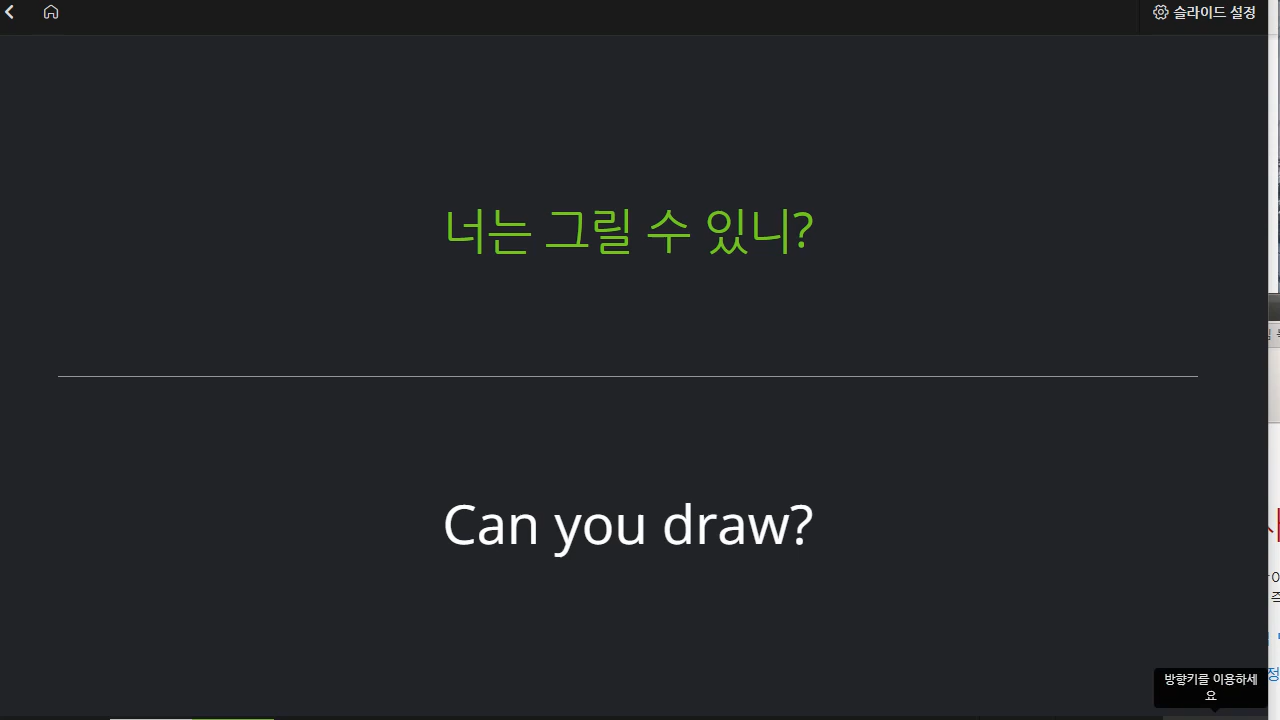 슬라이드 설정
너는 그릴 수 있니?
Can you draw?
방향키를 이용하세
요